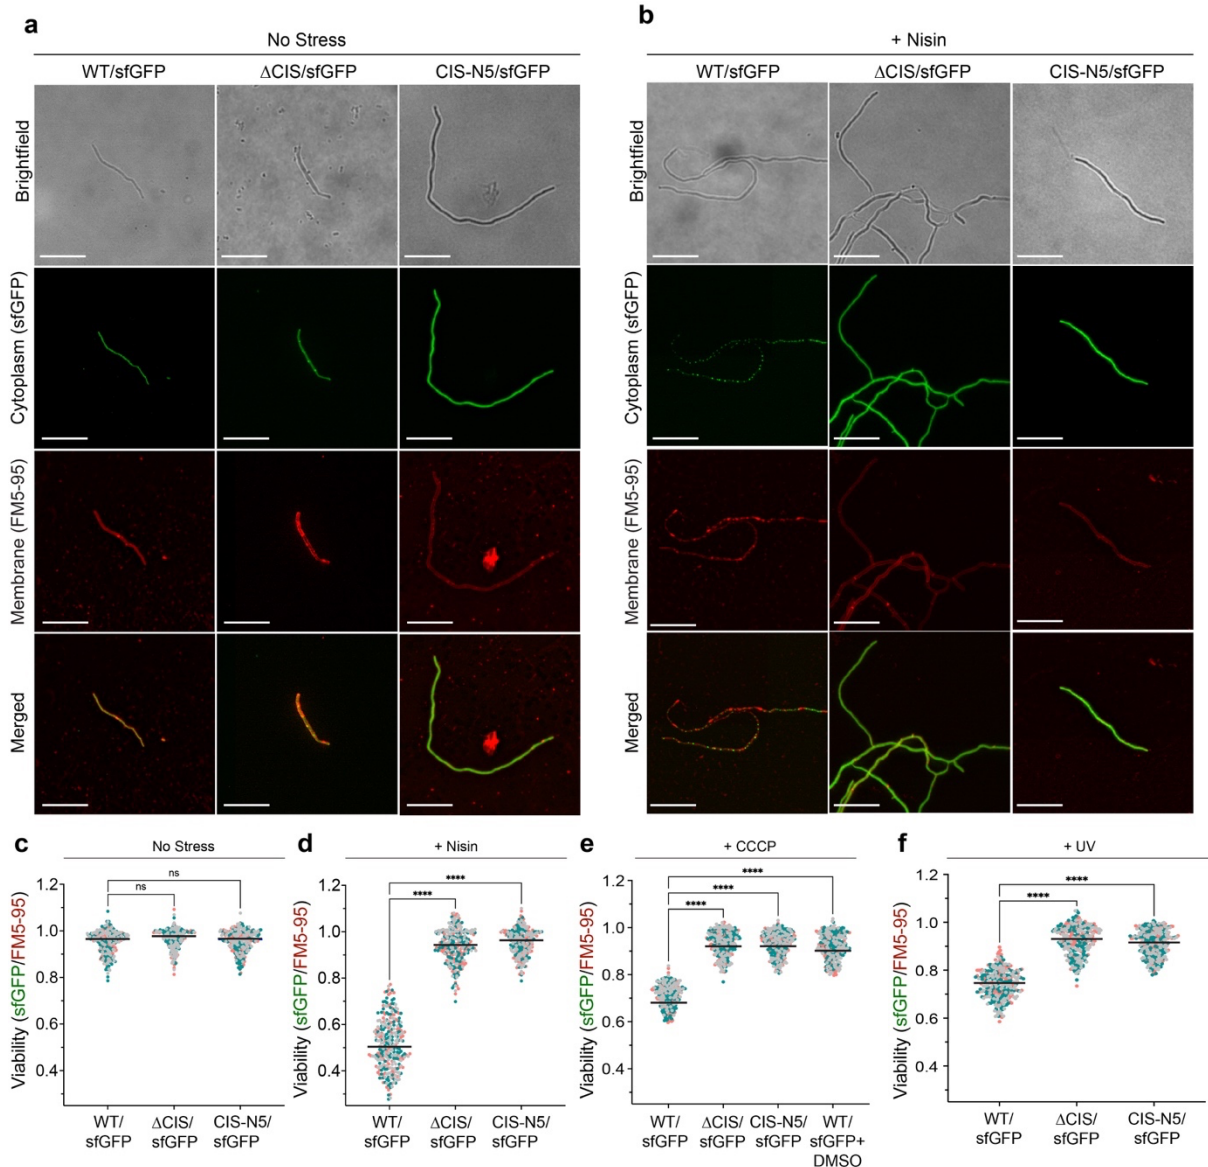 a
No Stress
WT/sfGFP
ΔCIS/sfGFP
CIS-N5/sfGFP
Brightfield
Cytoplasm (sfGFP)
Membrane (FM5-95)
Merged
b
+ Nisin
WT/sfGFP
ΔCIS/sfGFP
CIS-N5/sfGFP
Brightfield
Cytoplasm (sfGFP)
Membrane (FM5-95)
Merged
c
No Stress
Viability (sfGFP/FM5-95)
1.2
1.0
0.8
0.6
0.4
ns
ns
WT/
sfGFP
ΔCIS/
sfGFP
CIS-N5/
sfGFP
d
+ Nisin
Viability (sfGFP/FM5-95)
1.2
1.0
0.8
0.6
0.4
****
****
WT/
sfGFP
ΔCIS/
sfGFP
CIS-N5/
sfGFP
e
+ CCCP
Viability (sfGFP/FM5-95)
1.2
1.0
0.8
0.6
0.4
****
****
****
WT/
sfGFP
ΔCIS/
sfGFP
CIS-N5/
sfGFP
WT/
sfGFP+
DMSO
f
+ UV
Viability (sfGFP/FM5-95)
1.2
1.0
0.8
0.6
0.4
****
****
WT/
sfGFP
ΔCIS/
sfGFP
CIS-N5/
sfGFP